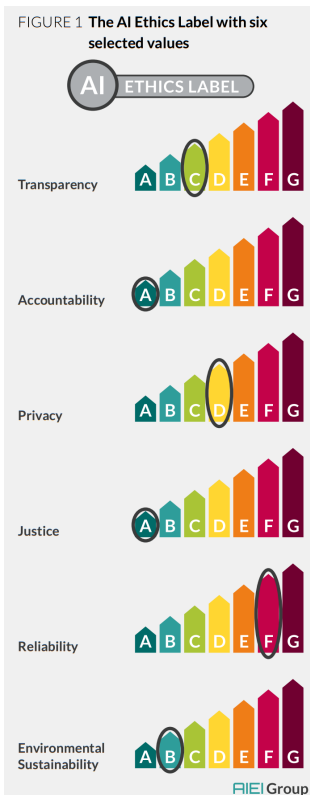 FIGURE 1 The AI Ethics Label with six
selected values
AI ETHICS LABEL
Transparency A B C D E F G
Accountability A B C D E F G
Privacy A B C D E F G
Justice A B C D E F G
Reliability A B C D E F G
Environmental
Sustainability A B C D E F G
AIEI Group